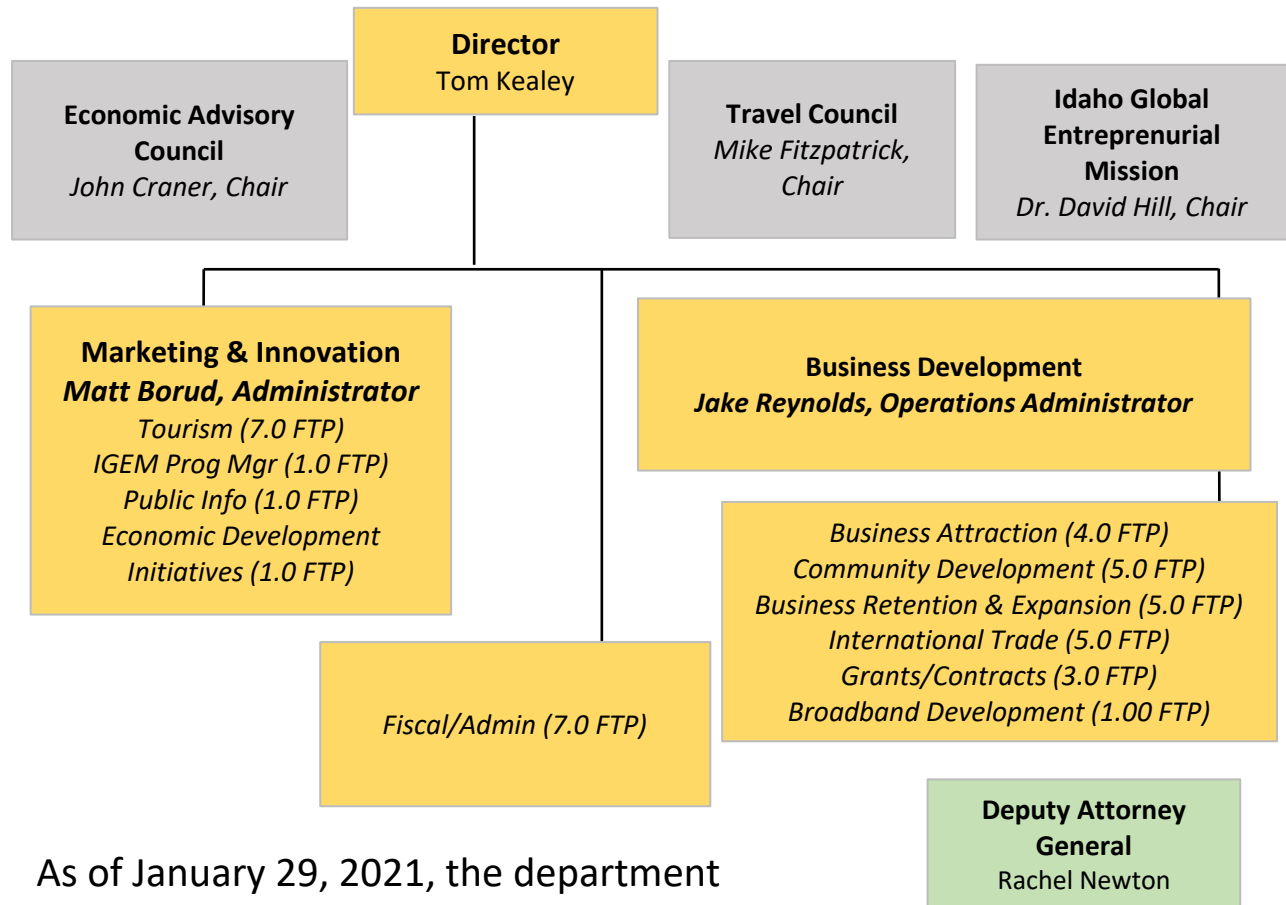 Director
Tom Kealey
Economic Advisory
Council
John Craner, Chair
Travel Council
Mike Fitzpatrick,
Chair
Idaho Global
Entreprenurial
Mission
Dr. David Hill, Chair
Marketing & Innovation
Matt Borud, Administrator
Tourism (7.0 FTP)
IGEM Prog Mgr (1.0 FTP)
Public Info (1.0 FTP)
Economic Development
Initiatives (1.0 FTP)
Business Development
Jake Reynolds, Operations Administrator
Business Attraction (4.0 FTP)
Community Development (5.0 FTP)
Business Retention & Expansion (5.0 FTP)
International Trade (5.0 FTP)
Grants/Contracts (3.0 FTP)
Broadband Development (1.00 FTP)
Fiscal/Admin (7.0 FTP)
Deputy Attorney
General
Rachel Newton
As of January 29, 2021, the department